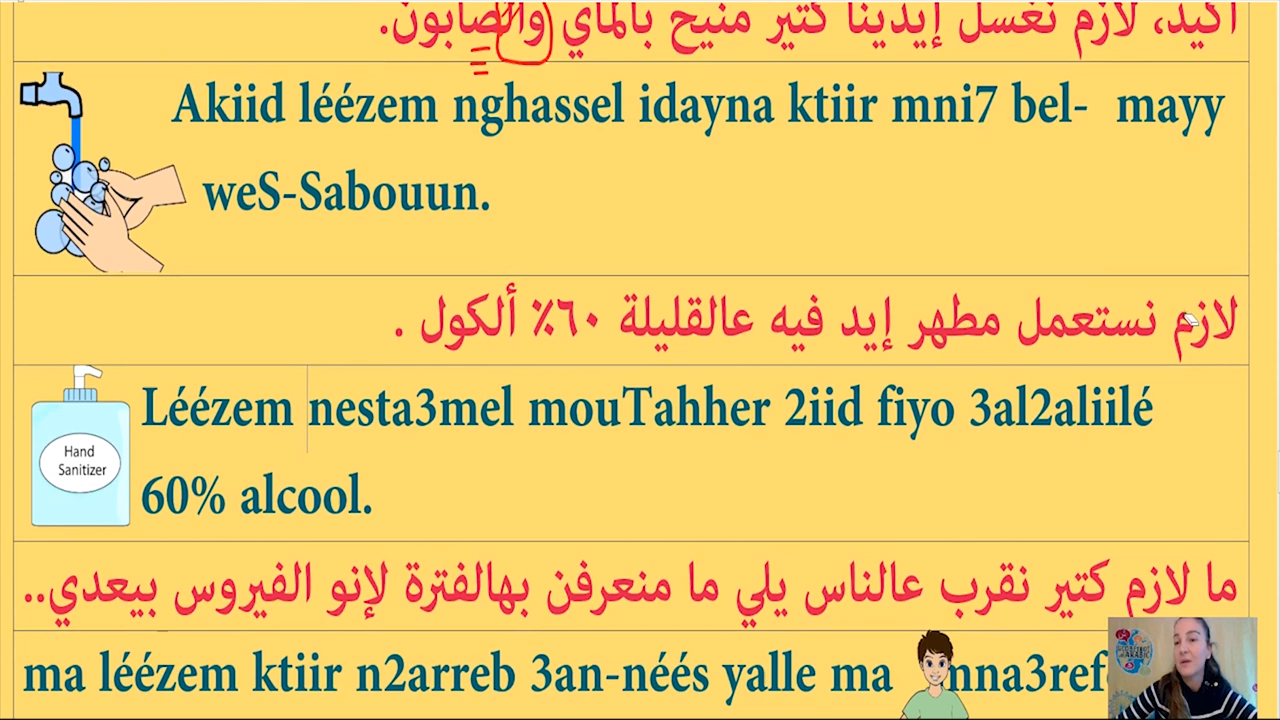 أكيد، لازم نغسل إيدينا كتير منيح بالماي والصابون.
Akiid léézem nghassel idayna ktiir mni7 bel- mayy
weS-Sabouun.
لازم نستعمل مطهر إيد فيه عالقليلة ٦٠٪ ألكول .
Léézem nesta3mel mouTahher 2iid fiyo 3al2aliilé
60% alcool.
Hand
Sanitizer
ما لازم كتير نقرب عالناس يلي ما منعرفن بهالفترة لإنو الفيروس بيعدي..
ma léézem ktiir n2arreb 3an-néés yalle ma mna3ref